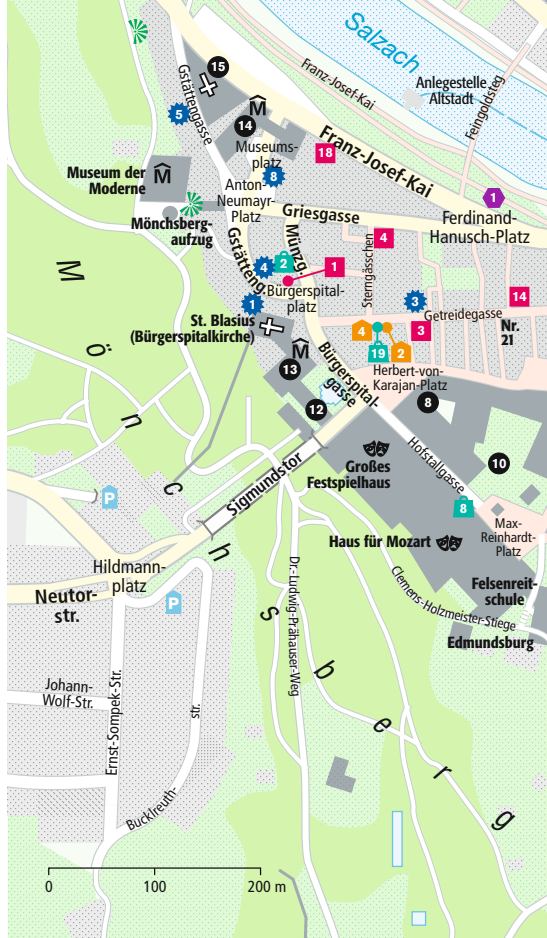 Salzach
15
Franz-Josef-Kai
Anlegestelle
Altstadt
Feingoldsteg
Gstättengasse
5
M
14
Museums-
platz
18
Franz-Josef-Kai
Museum der
Moderne
M
8
Anton-
Neumayr-
Platz
1
Ferdinand-
Hanusch-Platz
Mönchsberg-
aufzug
Griesgasse
4
Gstätteng.
Münzg.
4
2
1
Bürgerspital-
platz
Sterngässchen
3
14
Getreidegasse
1
St. Blasius
(Bürgerspitalkirche)
4
19
2
3
Nr.
21
M
13
Bürgerspital-
gasse
Herbert-von-
Karajan-Platz
12
8
Großes
Festspielhaus
Hofstallgasse
10
8
Sigmundstor
P
Haus für Mozart
Max-
Reinhardt-
Platz
Hildmann-
platz
Neutor-
str.
P
Felsenreit-
schule
Clemens-Holzmeister-Stiege
Edmundsburg
Dr.-Ludwig-Prähauser-Weg
Mönchsberg
Johann-
Wolf-Str.
Ernst-Sompek-Str.
Bucklreuth-
str.
0 100 200 m